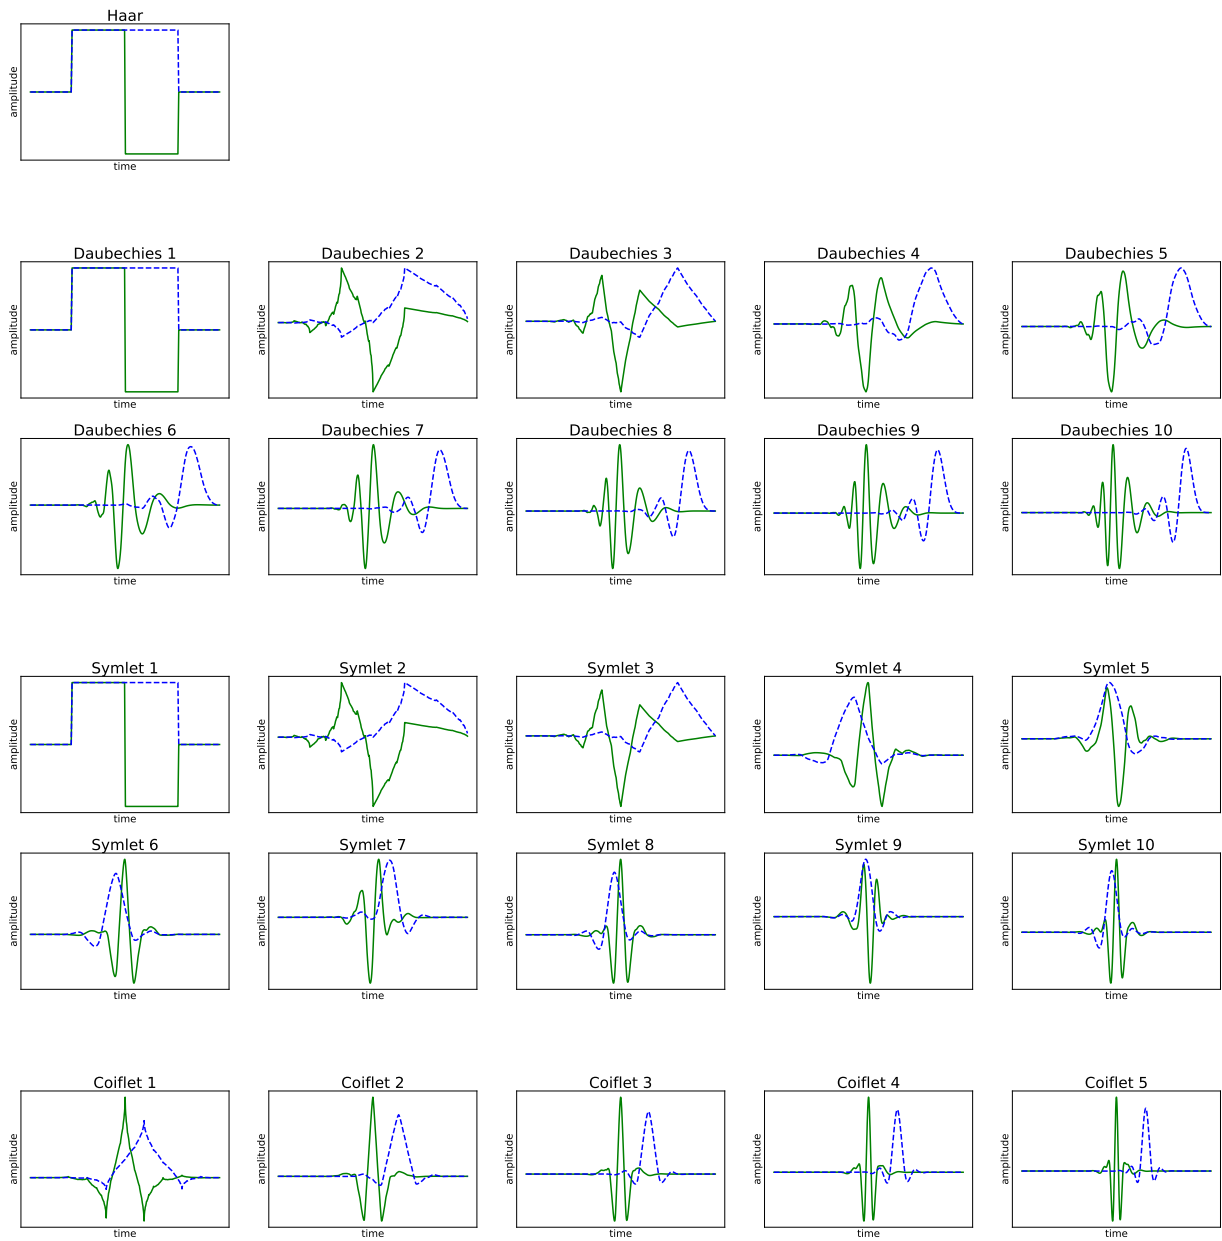 Haar
amplitude
time
Daubechies 1
Daubechies 2
Daubechies 3
Daubechies 4
Daubechies 5
amplitude
amplitude
amplitude
amplitude
amplitude
time
time
time
time
time
Daubechies 6
Daubechies 7
Daubechies 8
Daubechies 9
Daubechies 10
amplitude
amplitude
amplitude
amplitude
amplitude
time
time
time
time
time
Symlet 1
Symlet 2
Symlet 3
Symlet 4
Symlet 5
amplitude
amplitude
amplitude
amplitude
amplitude
time
time
time
time
time
Symlet 6
Symlet 7
Symlet 8
Symlet 9
Symlet 10
amplitude
amplitude
amplitude
amplitude
amplitude
time
time
time
time
time
Coiflet 1
Coiflet 2
Coiflet 3
Coiflet 4
Coiflet 5
amplitude
amplitude
amplitude
amplitude
amplitude
time
time
time
time
time